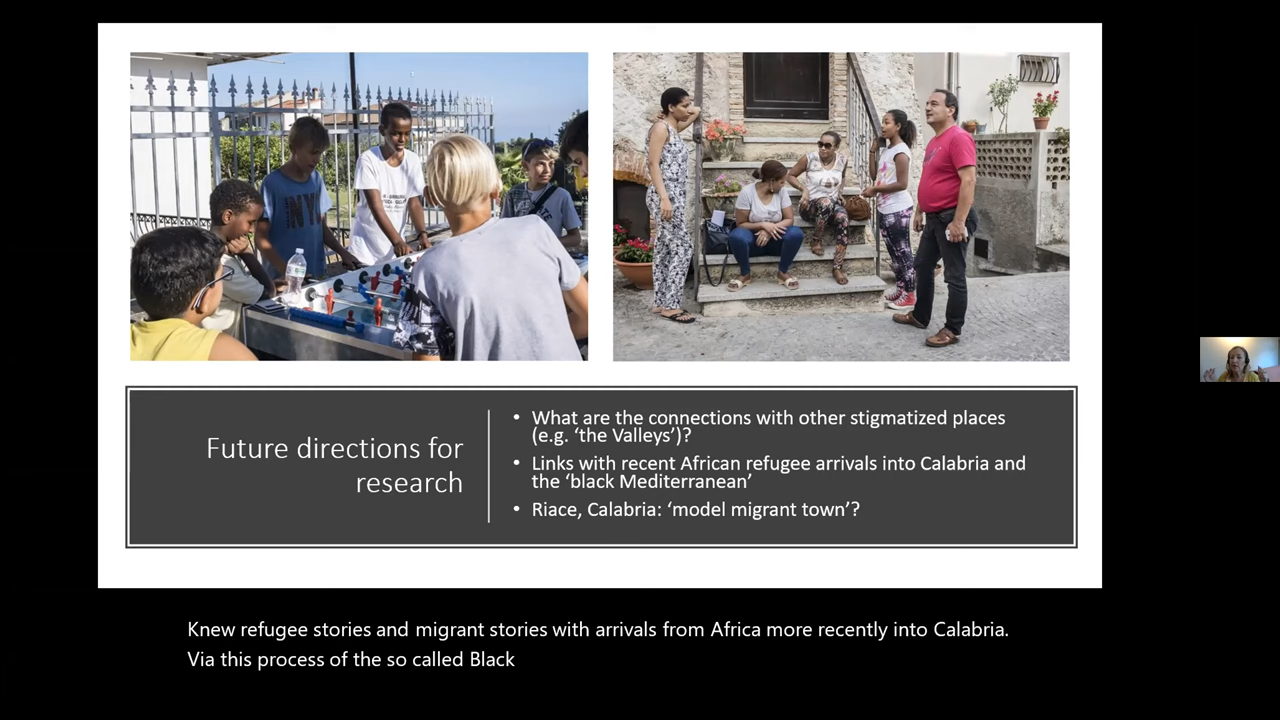 NY
Future directions for
research
• What are the connections with other stigmatized places
(e.g. ‘the Valleys’)?
• Links with recent African refugee arrivals into Calabria and
the ‘black Mediterranean’
• Riace, Calabria: ‘model migrant town’?
Knew refugee stories and migrant stories with arrivals from Africa more recently into Calabria.
Via this process of the so called Black